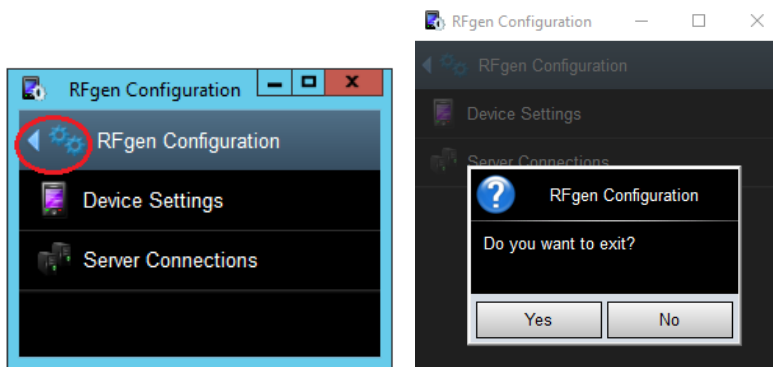 RFgen Configuration
RFgen Configuration
Device Settings
Server Connections
RFgen Configuration
RFgen Configuration
Device Settings
Server Connections
RFgen Configuration
Do you want to exit?
Yes
No